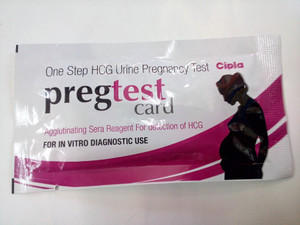 One Step HCG Urine Pregnancy Test Cipla
pregtest
card
Agglutinating Sera Reagent For detection of HCG
FOR IN VITRO DIAGNOSTIC USE